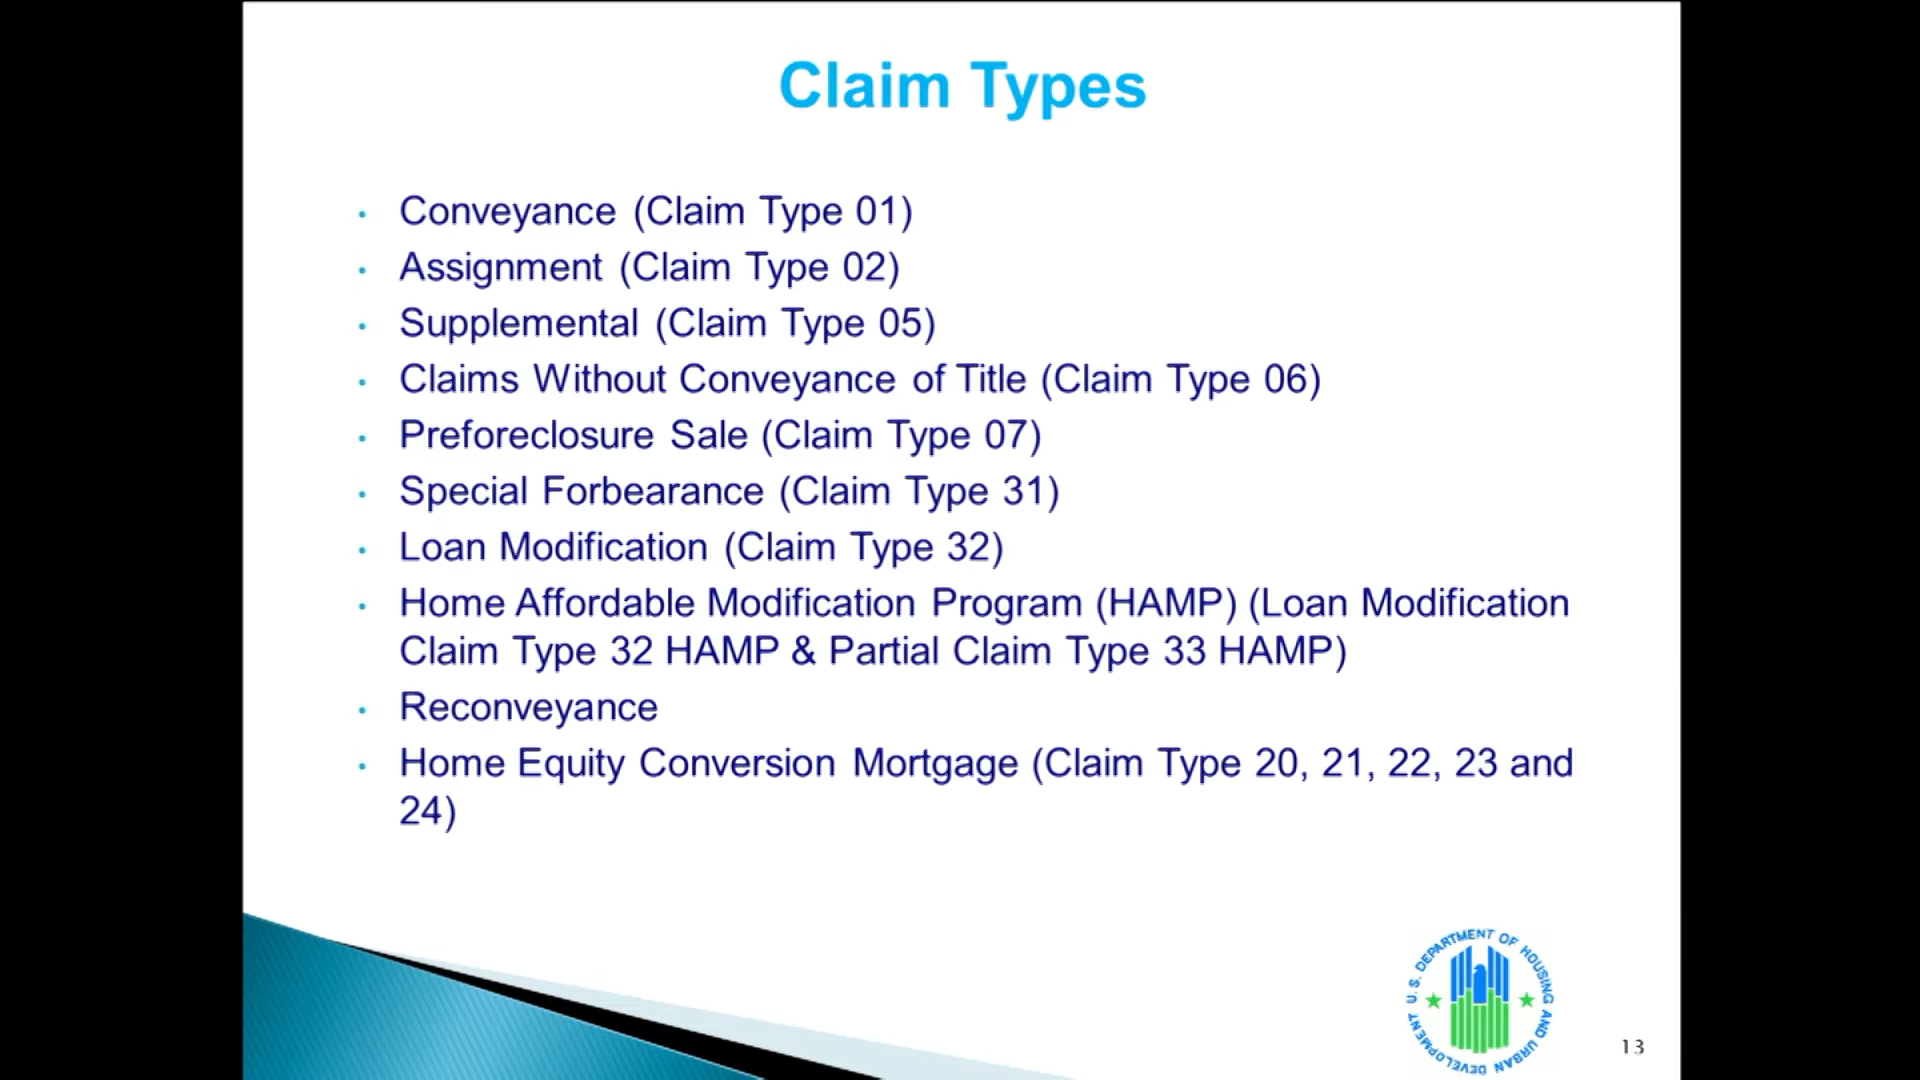 Claim Types
• Conveyance (Claim Type 01)
• Assignment (Claim Type 02)
• Supplemental (Claim Type 05)
• Claims Without Conveyance of Title (Claim Type 06)
• Preforeclosure Sale (Claim Type 07)
• Special Forbearance (Claim Type 31)
• Loan Modification (Claim Type 32)
• Home Affordable Modification Program (HAMP) (Loan Modification
Claim Type 32 HAMP & Partial Claim Type 33 HAMP)
• Reconveyance
• Home Equity Conversion Mortgage (Claim Type 20, 21, 22, 23 and
24)
U.S. DEPARTMENT OF HOUSING AND URBAN DEVELOPMENT
13